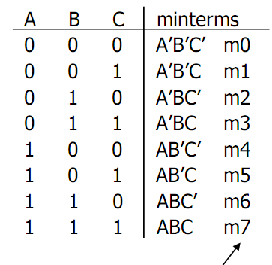 A B C minterms
0 0 0 A'B'C' m0
0 0 1 A'B'C m1
0 1 0 A'BC' m2
0 1 1 A'BC m3
1 0 0 AB'C' m4
1 0 1 AB'C m5
1 1 0 ABC' m6
1 1 1 ABC m7